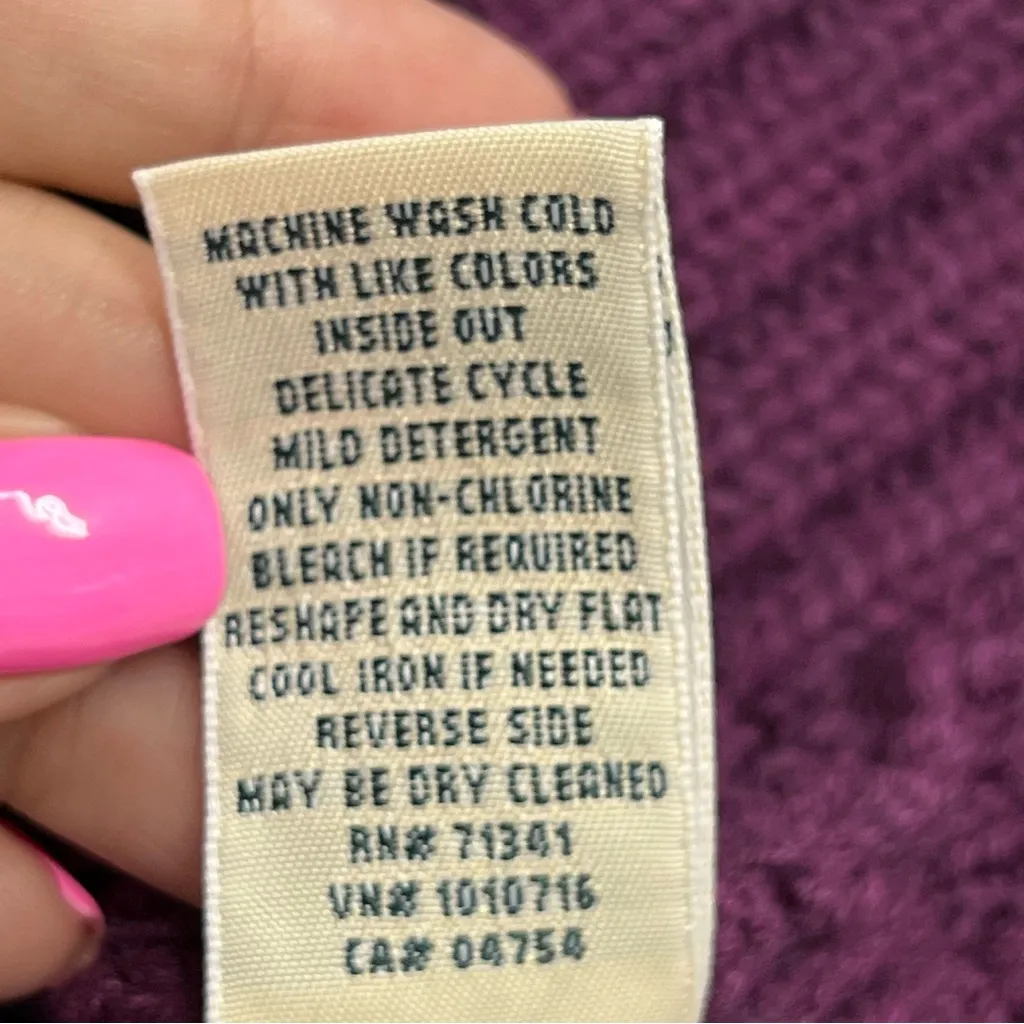 MACHINE WASH COLD
WITH LIKE COLORS
INSIDE OUT
DELICATE CYCLE
MILD DETERGENT
ONLY NON-CHLORINE
BLEACH IF REQUIRED
RESHAPE AND DRY FLAT
COOL IRON IF NEEDED
REVERSE SIDE
MAY BE DRY CLEANED
RN# 71341
VN# 1010716
CA# 04754